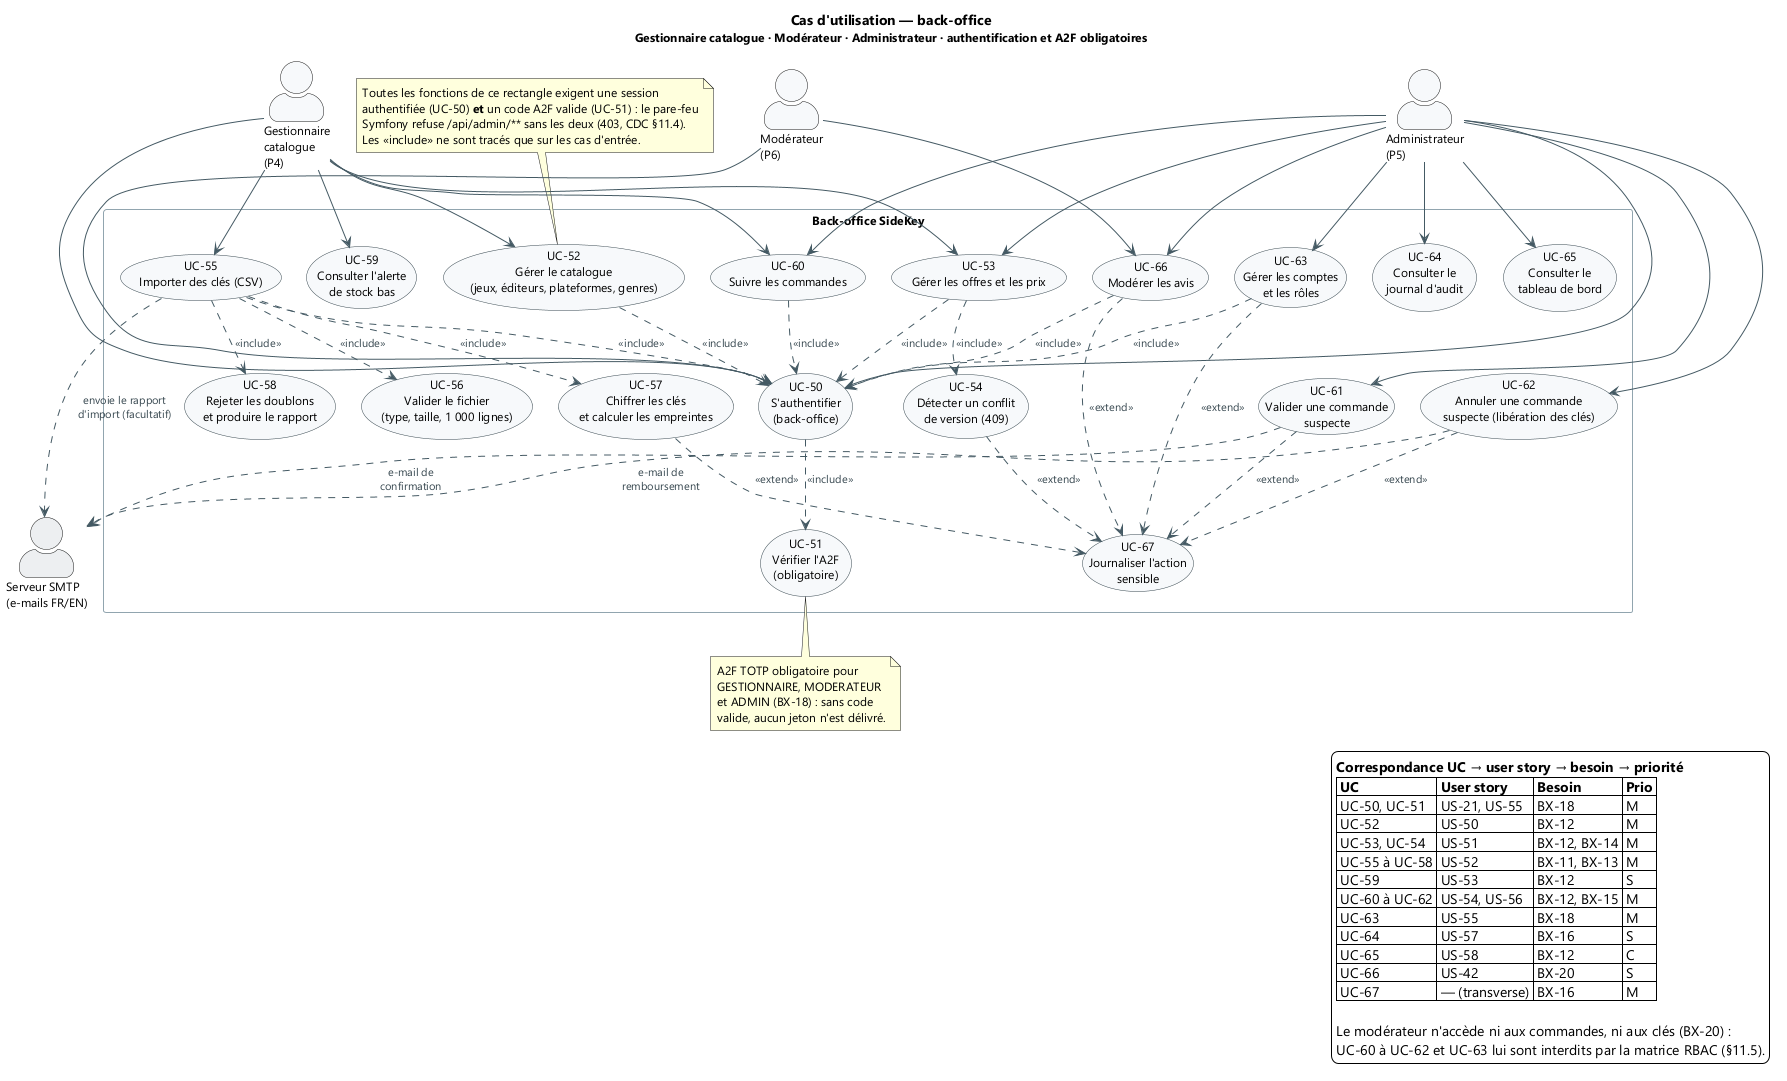 Cas d'utilisation — back-office
Gestionnaire catalogue · Modérateur · Administrateur · authentification et A2F obligatoires
Gestionnaire
catalogue
(P4)
Toutes les fonctions de ce rectangle exigent une session
authentifiée (UC-50) et un code A2F valide (UC-51) : le pare-feu
Symfony refuse /api/admin/** sans les deux (403, CDC §11.4).
Les «include» ne sont tracés que sur les cas d'entrée.
Modérateur
(P6)
Administrateur
(P5)
Back-office SideKey
UC-55
Importer des clés (CSV)
UC-59
Consulter l'alerte
de stock bas
UC-52
Gérer le catalogue
(jeux, éditeurs, plateformes, genres)
UC-60
Suivre les commandes
UC-53
Gérer les offres et les prix
UC-66
Modérer les avis
UC-63
Gérer les comptes
et les rôles
UC-64
Consulter le
journal d'audit
UC-65
Consulter le
tableau de bord
«include»
«include»
«include»
«include»
«include»
«include»
«include»
«include»
«include»
«include»
envoie le rapport
d'import (facultatif)
UC-58
Rejeter les doublons
et produire le rapport
UC-56
Valider le fichier
(type, taille, 1 000 lignes)
UC-57
Chiffrer les clés
et calculer les empreintes
UC-50
S'authentifier
(back-office)
UC-54
Détecter un conflit
de version (409)
«extend»
«extend»
UC-61
Valider une commande
suspecte
UC-62
Annuler une commande
suspecte (libération des clés)
e-mail de
confirmation
e-mail de
remboursement
«extend»
«include»
«extend»
«extend»
«extend»
Serveur SMTP
(e-mails FR/EN)
UC-51
Vérifier l'A2F
(obligatoire)
UC-67
Journaliser l'action
sensible
A2F TOTP obligatoire pour
GESTIONNAIRE, MODERATEUR
et ADMIN (BX-18) : sans code
valide, aucun jeton n'est délivré.
Correspondance UC → user story → besoin → priorité
UC User story Besoin Prio
UC-50, UC-51 US-21, US-55 BX-18 M
UC-52 US-50 BX-12 M
UC-53, UC-54 US-51 BX-12, BX-14 M
UC-55 à UC-58 US-52 BX-11, BX-13 M
UC-59 US-53 BX-12 S
UC-60 à UC-62 US-54, US-56 BX-12, BX-15 M
UC-63 US-55 BX-18 M
UC-64 US-57 BX-16 S
UC-65 US-58 BX-12 C
UC-66 US-42 BX-20 S
UC-67 — (transverse) BX-16 M
Le modérateur n'accède ni aux commandes, ni aux clés (BX-20) :
UC-60 à UC-62 et UC-63 lui sont interdits par la matrice RBAC (§11.5).